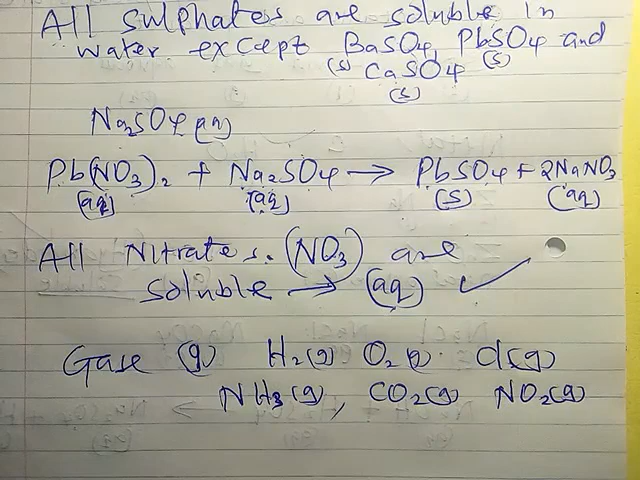 All sulphates are soluble in
water except BaSO4, PbSO4 and
(s) CaSO4 (s)
(s)
Na2SO4(aq)
Pb(NO3)2 + Na2SO4 → PbSO4 + 2NaNO3
(aq) (aq) (s) (aq)
All Nitrates. (NO3) are
soluble → (aq) ✓
Gase (g) H2(g) O2(g) Cl(g)
NH3(g), CO2(g) NO2(g)